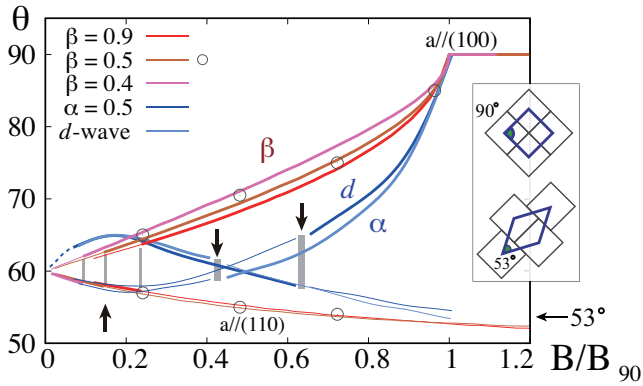 θ
β = 0.9
β = 0.5
β = 0.4
α = 0.5
d-wave
a//(100)
β
d
α
a//(110)
90°
53°
53°
90
80
70
60
50
0 0.2 0.4 0.6 0.8 1 1.2
B/B 90